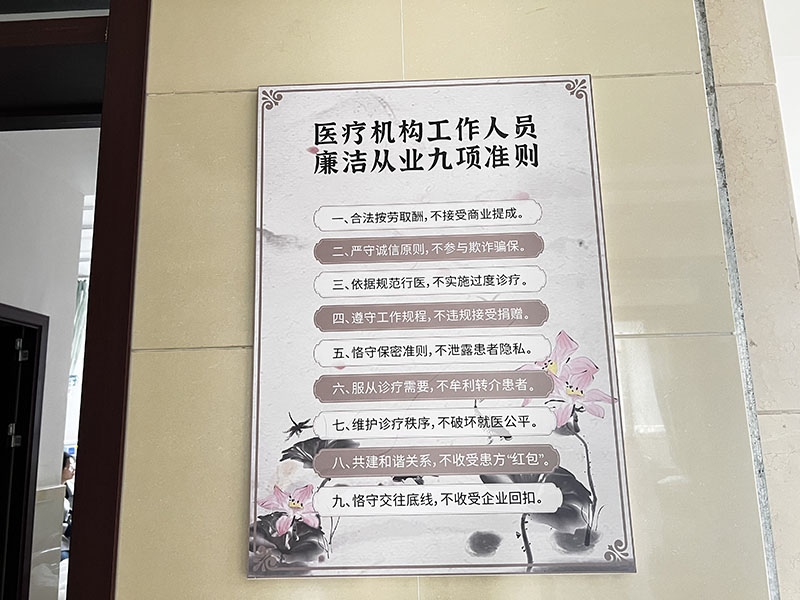 医疗机构工作人员
廉洁从业九项准则
一、合法按劳取酬，不接受商业提成。
二、严守诚信原则，不参与欺诈骗保。
三、依据规范行医，不实施过度诊疗。
四、遵守工作规程，不违规接受捐赠。
五、恪守保密准则，不泄露患者隐私。
六、服从诊疗需要，不牟利转介患者。
七、维护诊疗秩序，不破坏就医公平。
八、共建和谐关系，不收受患方“红包”。
九、恪守交往底线，不收受企业回扣。